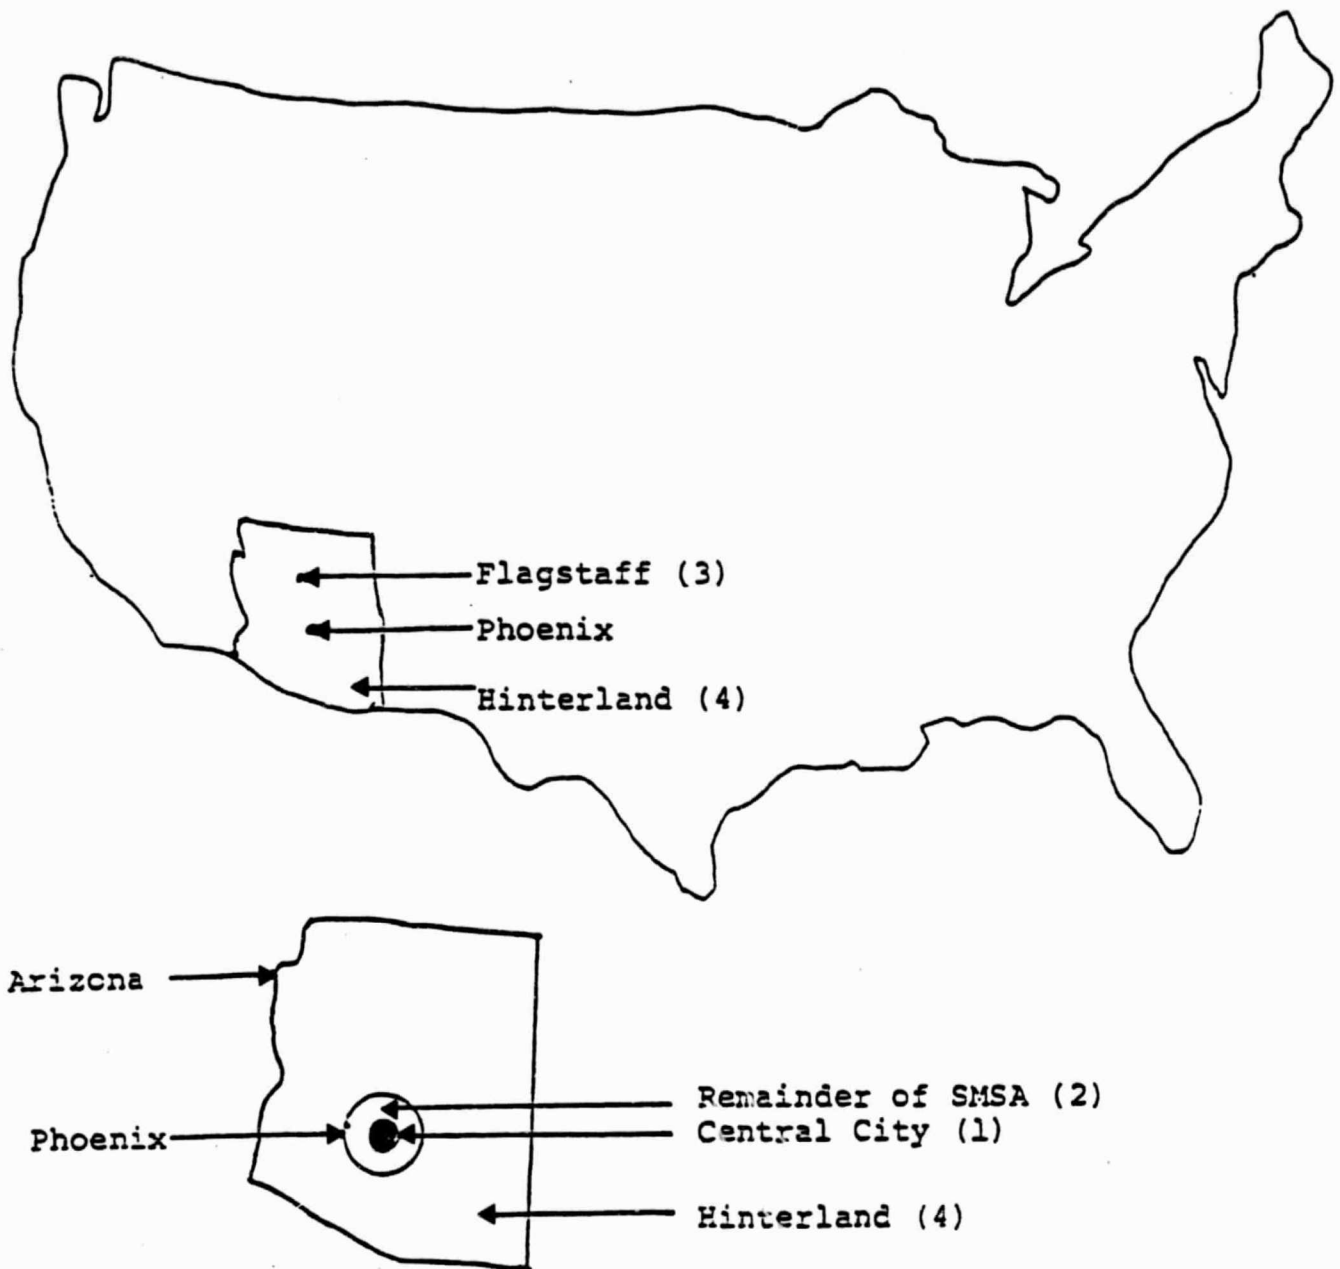 Flagstaff (3)
Phoenix
Hinterland (4)
Arizona
Remainder of SMSA (2)
Central City (1)
Phoenix
Hinterland (4)